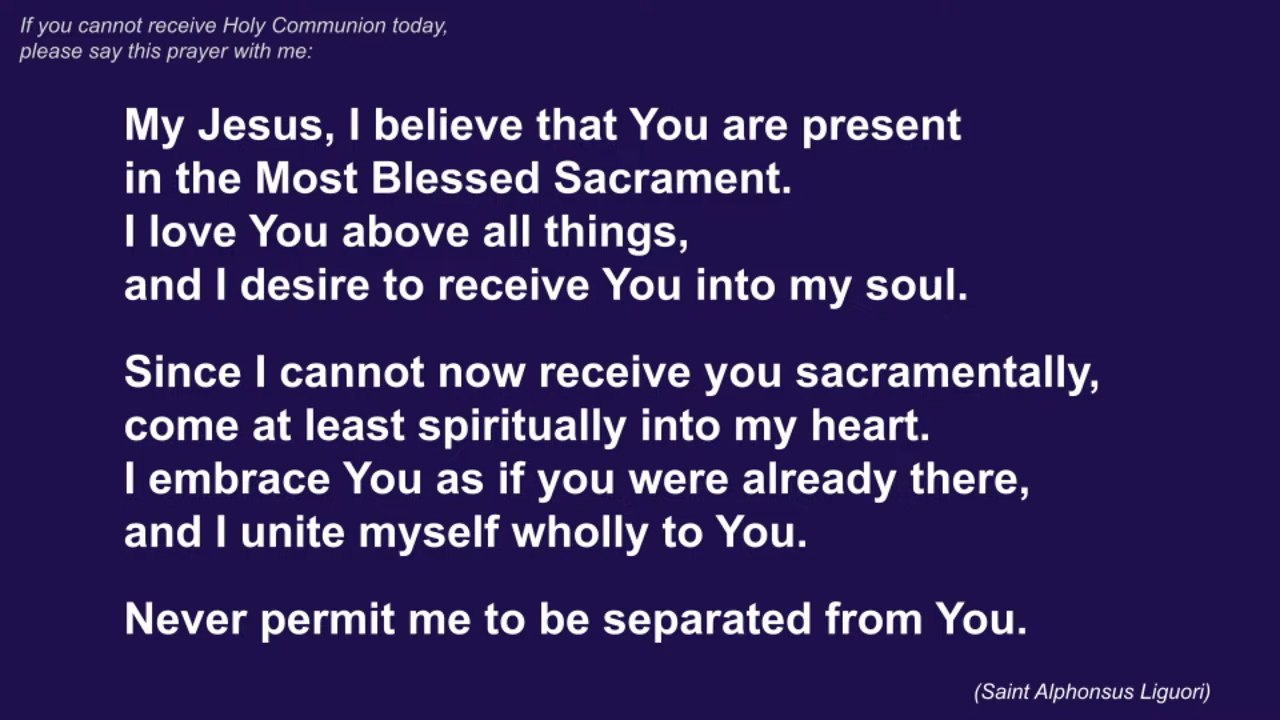 If you cannot receive Holy Communion today,
please say this prayer with me:
My Jesus, I believe that You are present
in the Most Blessed Sacrament.
I love You above all things,
and I desire to receive You into my soul.
Since I cannot now receive you sacramentally,
come at least spiritually into my heart.
I embrace You as if you were already there,
and I unite myself wholly to You.
Never permit me to be separated from You.
(Saint Alphonsus Liguori)